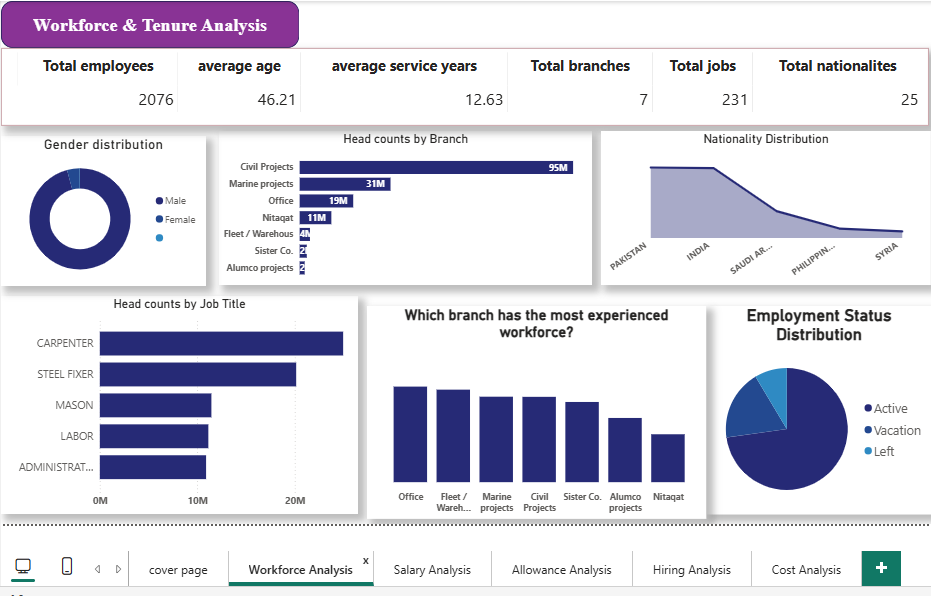 Workforce & Tenure Analysis
Total employees
average age
average service years
Total branches
Total jobs
Total nationalites
2076
46.21
12.63
7
231
25
Gender distribution
Male
Female
Head counts by Branch
Civil Projects
95M
Marine projects
31M
Office
19M
Nitaqat
11M
Fleet / Warehous
Sister Co.
Alumco projects
Nationality Distribution
PAKISTAN
INDIA
SAUDI AR...
PHILIPPIN...
SYRIA
Head counts by Job Title
CARPENTER
STEEL FIXER
MASON
LABOR
ADMINISTRAT...
0M
10M
20M
Which branch has the most experienced
workforce?
Office
Fleet /
Wareh...
Marine
projects
Civil
Projects
Sister Co.
Alumco
projects
Nitaqat
Employment Status
Distribution
Active
Vacation
Left
cover page
Workforce Analysis
x
Salary Analysis
Allowance Analysis
Hiring Analysis
Cost Analysis
+